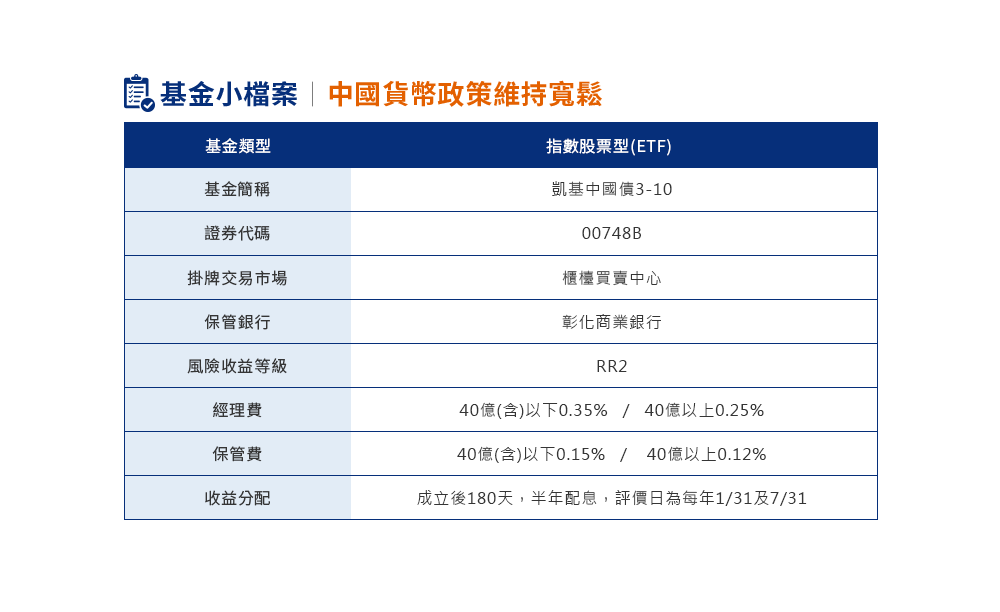 基金小檔案｜中國貨幣政策維持寬鬆
基金類型 指數股票型(ETF)
基金簡稱 凱基中國債3-10
證券代碼 00748B
掛牌交易市場 櫃檯買賣中心
保管銀行 彰化商業銀行
風險收益等級 RR2
經理費 40億(含)以下0.35% / 40億以上0.25%
保管費 40億(含)以下0.15% / 40億以上0.12%
收益分配 成立後180天，半年配息，評價日為每年1/31及7/31